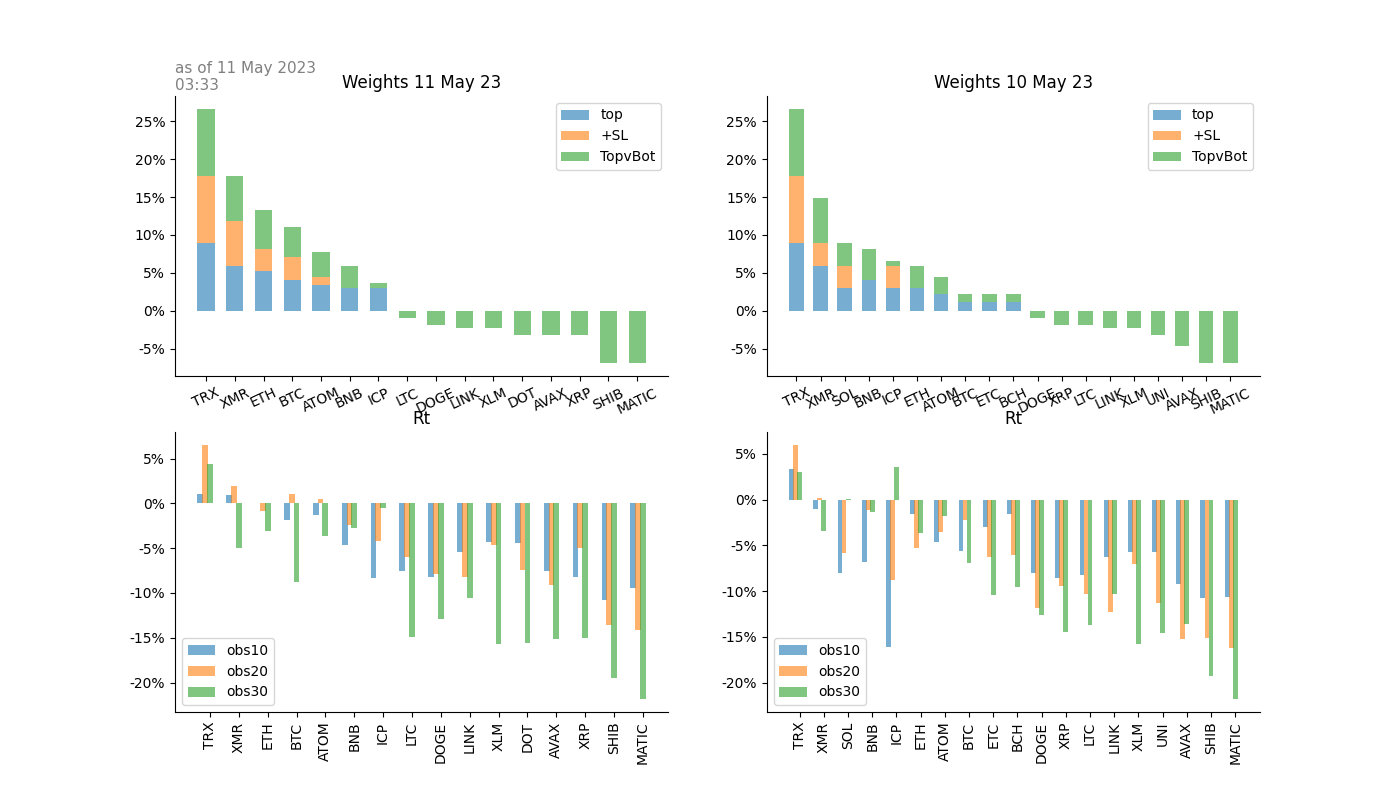 as of 11 May 2023
03:33
Weights 11 May 23
25%
20%
15%
10%
5%
0%
-5%
top
+SL
TopvBot
TRX XMR ETH BTC ATOM BNB ICP LTC DOGE LINK XLM DOT AVAX XRP SHIB MATIC
Weights 10 May 23
25%
20%
15%
10%
5%
0%
-5%
top
+SL
TopvBot
TRX XMR SOL BNB ICP ETH ATOM BTC ETC BCH DOGE XRP LTC LINK XLM UNI AVAX SHIB MATIC
Rt
5%
0%
-5%
-10%
-15%
-20%
obs10
obs20
obs30
TRX XMR ETH BTC ATOM BNB ICP LTC DOGE LINK XLM DOT AVAX XRP SHIB MATIC
Rt
5%
0%
-5%
-10%
-15%
-20%
obs10
obs20
obs30
TRX XMR SOL BNB ICP ETH ATOM BTC ETC BCH DOGE XRP LTC LINK XLM UNI AVAX SHIB MATIC